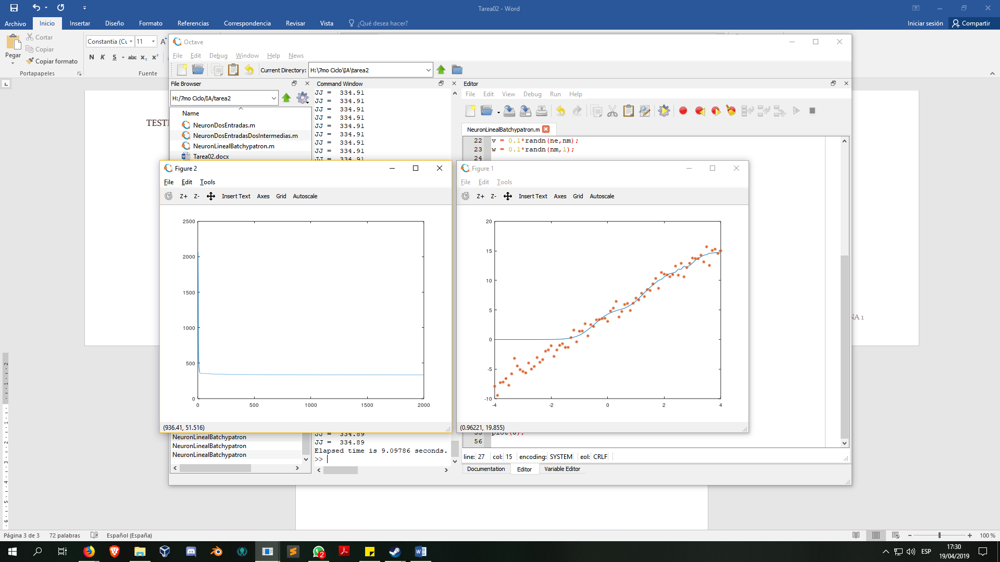 Tarea02 - Word
Archivo Inicio Insertar Diseño Formato Referencias Correspondencia Revisar Vista ¿Qué desea hacer? Iniciar sesión Compartir
Pegar Cortar
Copiar
Copiar formato
Portapapeles
Constantia (Cu 11 A
N K S abc x₂ x²
Fuente
Octave
File Edit Debug Window Help News
Current Directory: H:\7mo Ciclo\IA\tarea2
File Browser
H:/7mo Ciclo/IA/tarea2
Name
NeuronDosEntradas.m
NeuronDosEntradasDosIntermedias.m
NeuronLinealBatchypatron.m
Tarea02.docx
Command Window
JJ = 334.91
JJ = 334.91
JJ = 334.91
JJ = 334.91
JJ = 334.91
JJ = 334.91
JJ = 334.91
JJ = 334.91
JJ = 334.91
Editor
File Edit View Debug Run Help
NeuronLinealBatchypatron.m
22 v = 0.1*randn(ne,nm);
23 w = 0.1*randn(nm,1);
24
Figure 2
File Edit Tools
Z+ Z- Insert Text Axes Grid Autoscale
2500
2000
1500
1000
500
0
0 500 1000 1500 2000
(936.41, 51.516)
Figure 1
File Edit Tools
Z+ Z- Insert Text Axes Grid Autoscale
20
15
10
5
0
-5
-10
-4 -2 0 2 4
(0.96221, 19.855)
NeuronLinealBatchypatron
NeuronLinealBatchypatron
NeuronLinealBatchypatron
JJ = 334.89
JJ = 334.89
Elapsed time is 9.09786 seconds.
>>
56
line: 27 col: 15 encoding: SYSTEM eol: CRLF
Documentation Editor Variable Editor
Página 3 de 3 72 palabras Español (España) 100 %
2
ESP
17:30
19/04/2019